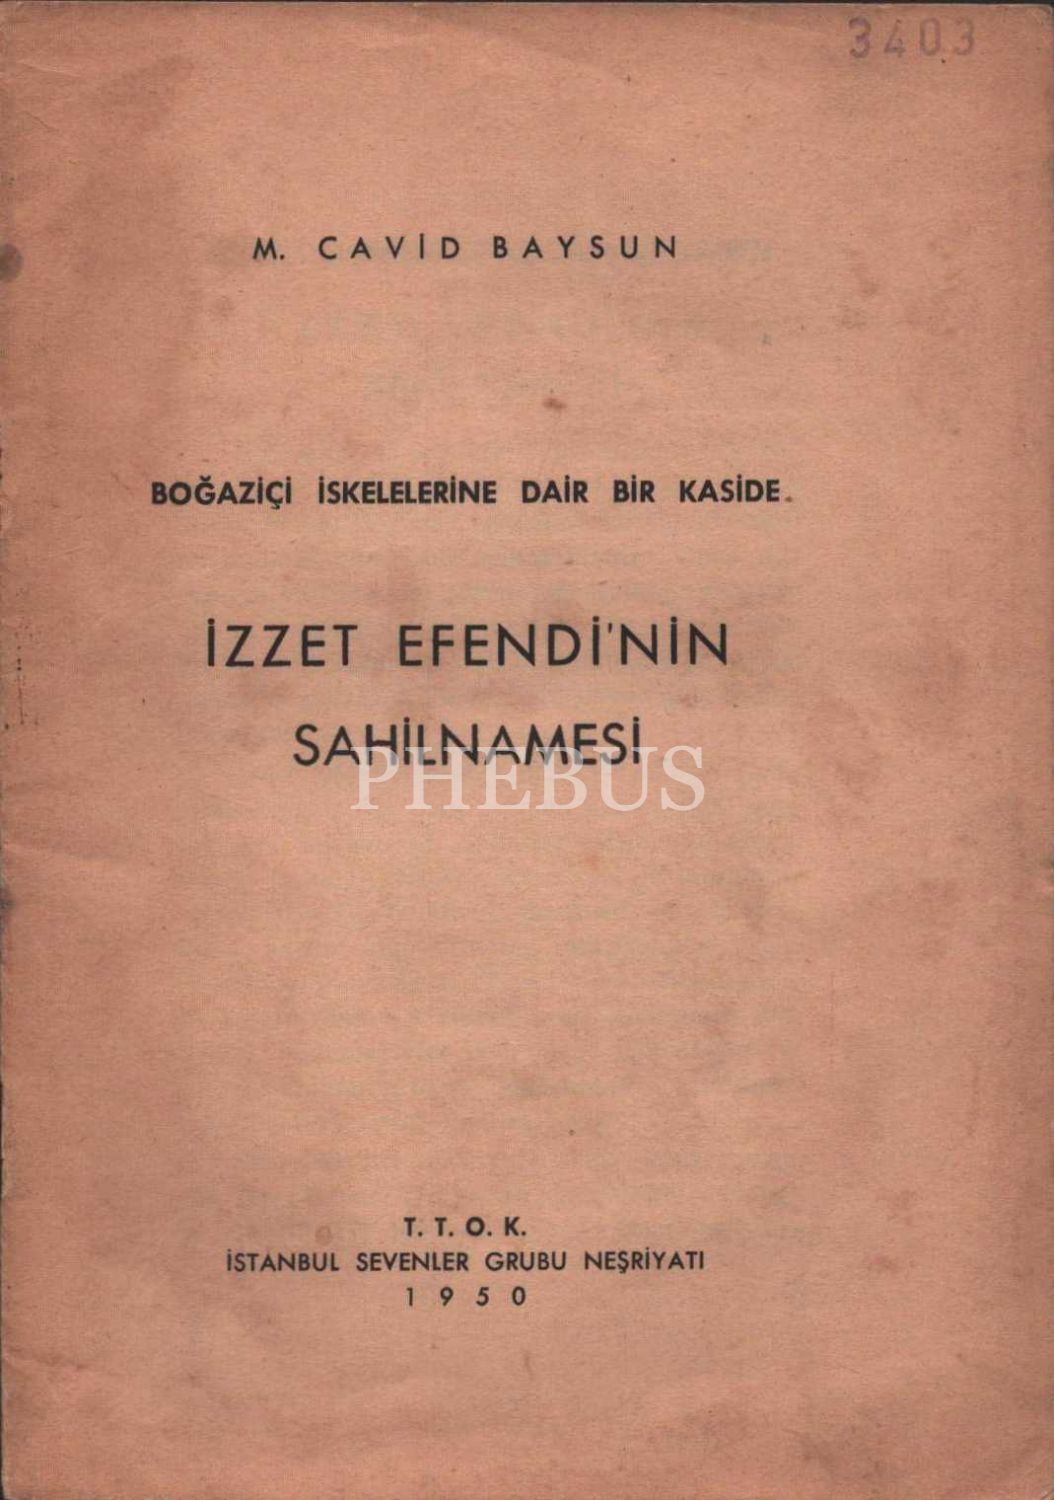 3403
M. CAVİD BAYSUN
BOĞAZİÇİ İSKELELERİNE DAİR BİR KASİDE.
İZZET EFENDİ'NİN
SAHİLNAMESİ
PHEBUS
T. T. O. K.
İSTANBUL SEVENLER GRUBU NEŞRİYATI
1950